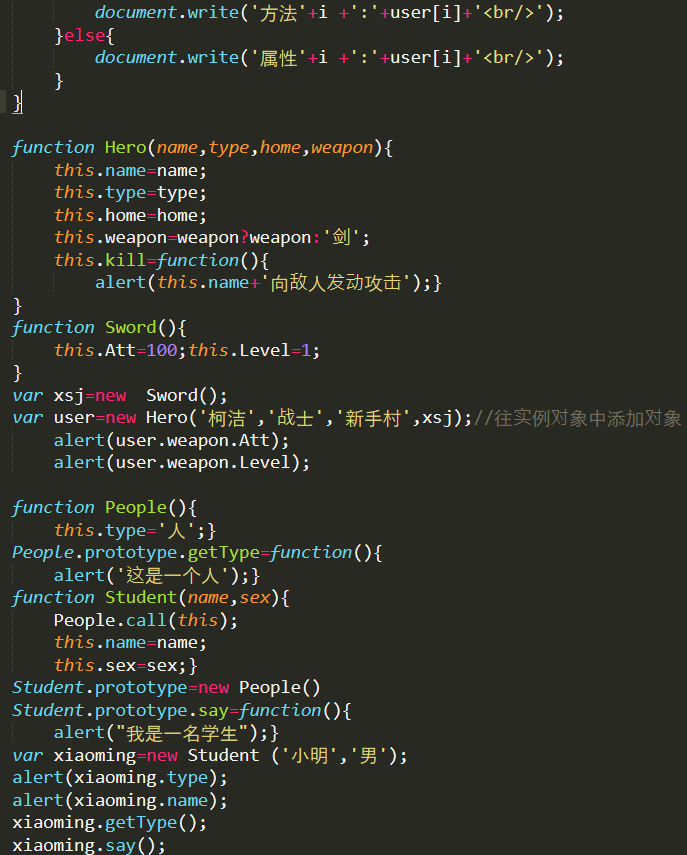 document.write('方法'+i +':'+user[i]+'<br/>');
}else{
document.write('属性'+i +':'+user[i]+'<br/>');
}
}
function Hero(name,type,home,weapon){
this.name=name;
this.type=type;
this.home=home;
this.weapon=weapon?weapon:'剑';
this.kill=function(){
alert(this.name+'向敌人发动攻击');}
}
function Sword(){
this.Att=100;this.Level=1;
}
var xsj=new  Sword();
var user=new Hero('柯洁','战士','新手村',xsj);//往实例对象中添加对象
alert(user.weapon.Att);
alert(user.weapon.Level);
function People(){
this.type='人';}
People.prototype.getType=function(){
alert('这是一个人');}
function Student(name,sex){
People.call(this);
this.name=name;
this.sex=sex;}
Student.prototype=new People()
Student.prototype.say=function(){
alert("我是一名学生");}
var xiaoming=new Student ('小明','男');
alert(xiaoming.type);
alert(xiaoming.name);
xiaoming.getType();
xiaoming.say();